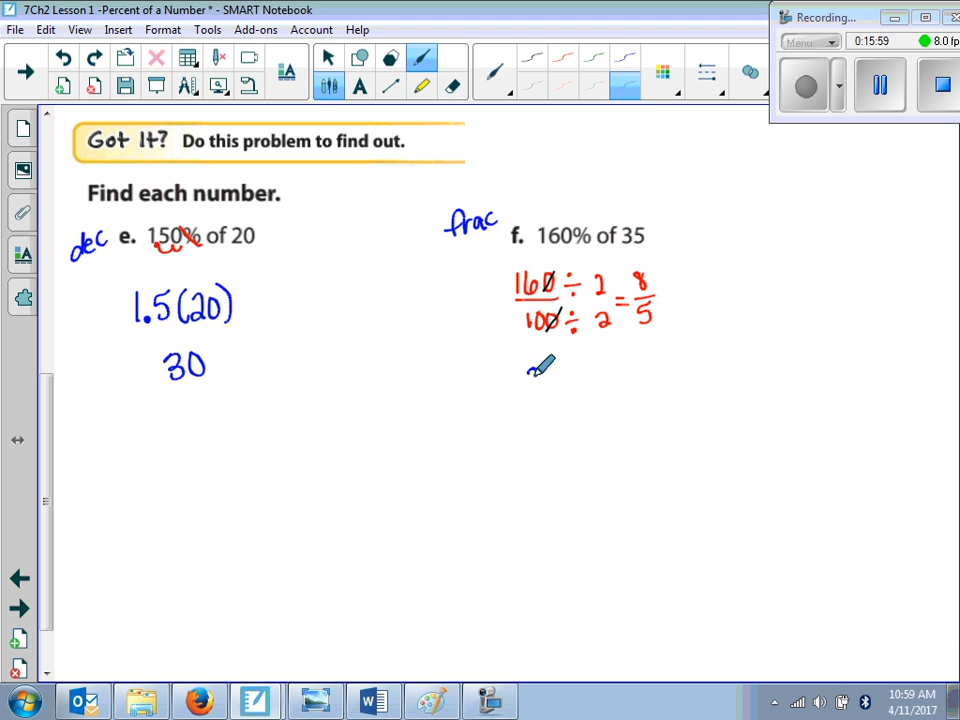 7Ch2 Lesson 1 -Percent of a Number * - SMART Notebook
File Edit View Insert Format Tools Add-ons Account Help
Recording...
Menu
0:15:59
8.0 fp
Got It? Do this problem to find out.
Find each number.
dec e. 150% of 20
frac f. 160% of 35
1.5(20)
30
160 ÷ 2 = 8
100 ÷ 2 5
10:59 AM
4/11/2017